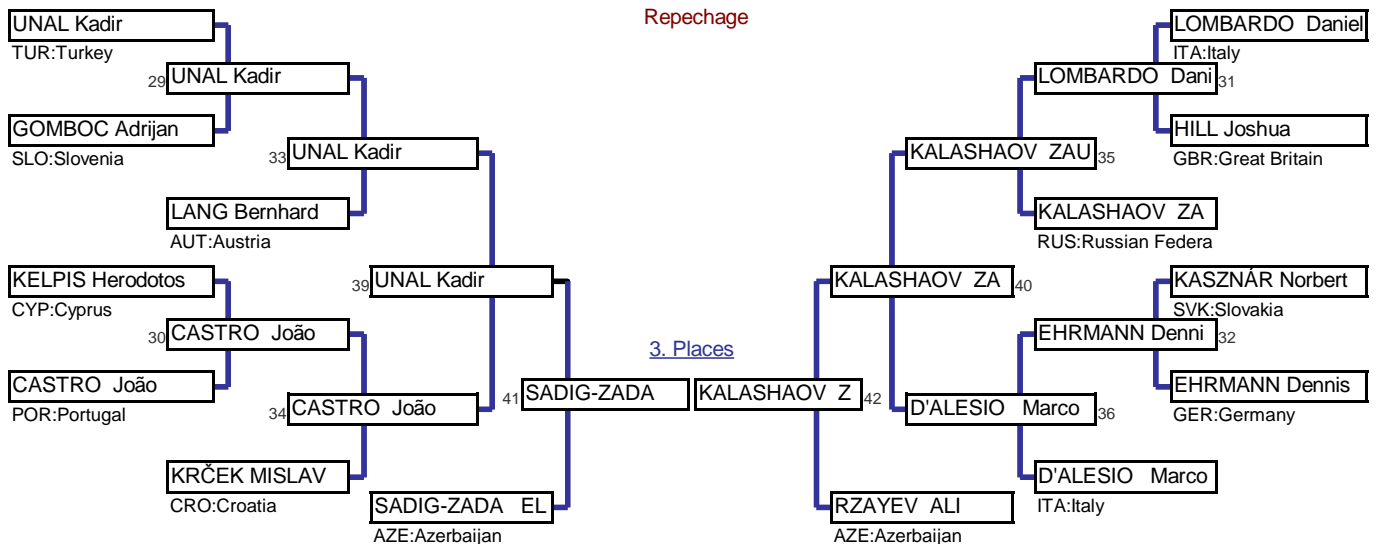 Repechage
UNAL Kadir
TUR:Turkey
29 UNAL Kadir
GOMBOC Adrijan
SLO:Slovenia
33 UNAL Kadir
LANG Bernhard
AUT:Austria
39 UNAL Kadir
KELPIS Herodotos
CYP:Cyprus
30 CASTRO João
CASTRO João
POR:Portugal
34 CASTRO João
KRČEK MISLAV
CRO:Croatia
SADIG-ZADA EL
AZE:Azerbaijan
3. Places
41 SADIG-ZADA
KALASHAOV Z 42
LOMBARDO Daniel
ITA:Italy
LOMBARDO Dani 31
HILL Joshua
GBR:Great Britain
KALASHAOV ZAU 35
KALASHAOV ZA
RUS:Russian Federa
KALASHAOV ZA 40
KASZNÁR Norbert
SVK:Slovakia
EHRMANN Denni 32
EHRMANN Dennis
GER:Germany
D'ALESIO Marco 36
D'ALESIO Marco
ITA:Italy
RZAYEV ALI
AZE:Azerbaijan